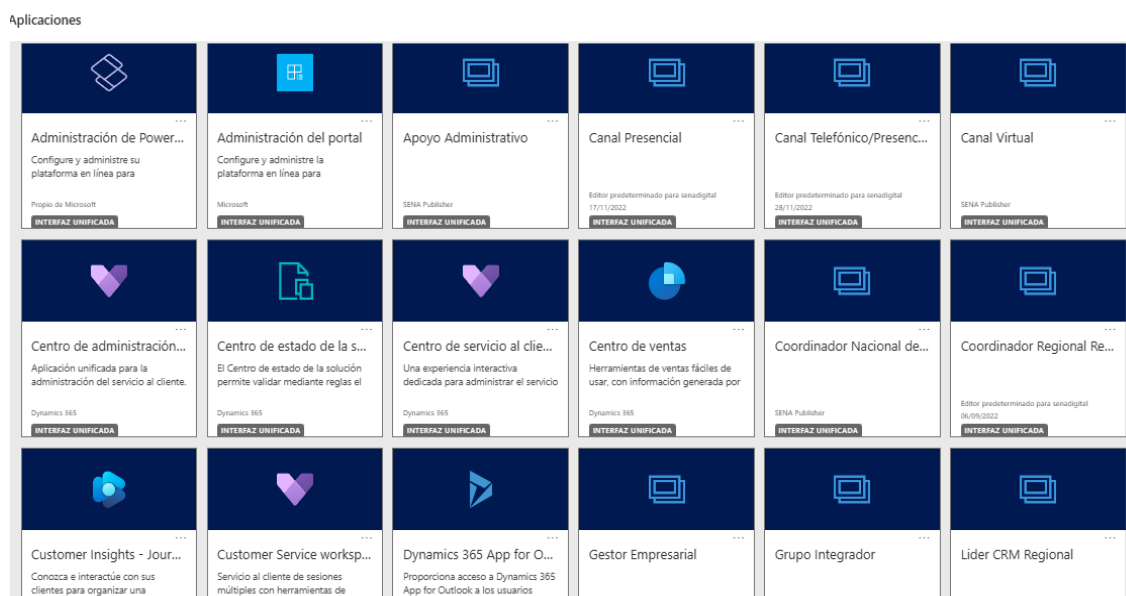 Aplicaciones
...
Administración de Power...
Configure y administre su
plataforma en línea para
Propio de Microsoft
INTERFAZ UNIFICADA
...
Administración del portal
Configure y administre la
plataforma en línea para
Microsoft
INTERFAZ UNIFICADA
...
Apoyo Administrativo
SENA Publisher
INTERFAZ UNIFICADA
...
Canal Presencial
Editor predeterminado para senadigital
17/11/2022
INTERFAZ UNIFICADA
...
Canal Telefónico/Presenc...
Editor predeterminado para senadigital
28/11/2022
INTERFAZ UNIFICADA
...
Canal Virtual
SENA Publisher
INTERFAZ UNIFICADA
...
Centro de administración...
Aplicación unificada para la
administración del servicio al cliente.
Dynamics 365
INTERFAZ UNIFICADA
...
Centro de estado de la s...
El Centro de estado de la solución
permite validar mediante reglas el
Dynamics 365
INTERFAZ UNIFICADA
...
Centro de servicio al clie...
Una experiencia interactiva
dedicada para administrar el servicio
Dynamics 365
INTERFAZ UNIFICADA
...
Centro de ventas
Herramientas de ventas fáciles de
usar, con información generada por
Dynamics 365
INTERFAZ UNIFICADA
...
Coordinador Nacional de...
SENA Publisher
INTERFAZ UNIFICADA
...
Coordinador Regional Re...
Editor predeterminado para senadigital
06/09/2022
INTERFAZ UNIFICADA
...
Customer Insights - Jour...
Conozca e interactúe con sus
clientes para organizar una
...
Customer Service worksp...
Servicio al cliente de sesiones
múltiples con herramientas de
...
Dynamics 365 App for O...
Proporciona acceso a Dynamics 365
App for Outlook a los usuarios
...
Gestor Empresarial
...
Grupo Integrador
...
Lider CRM Regional